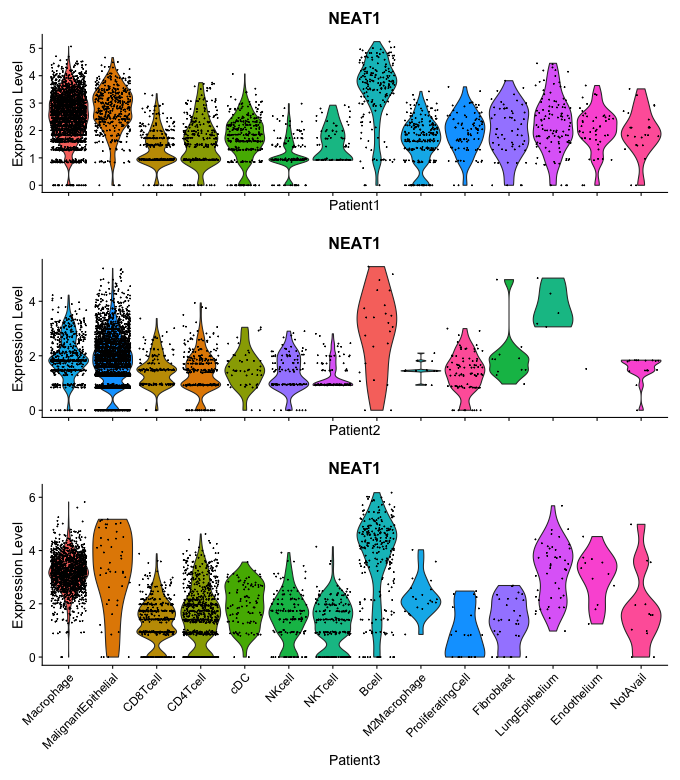 NEAT1
Expression Level
5
4
3
2
1
0
Patient1
NEAT1
Expression Level
4
2
0
Patient2
NEAT1
Expression Level
6
4
2
0
Macrophage
MalignantEpithelial
CD8Tcell
CD4Tcell
cDC
NKcell
NKTcell
Bcell
M2Macrophage
ProliferatingCell
Fibroblast
LungEpithelium
Endothelium
NotAvail
Patient3